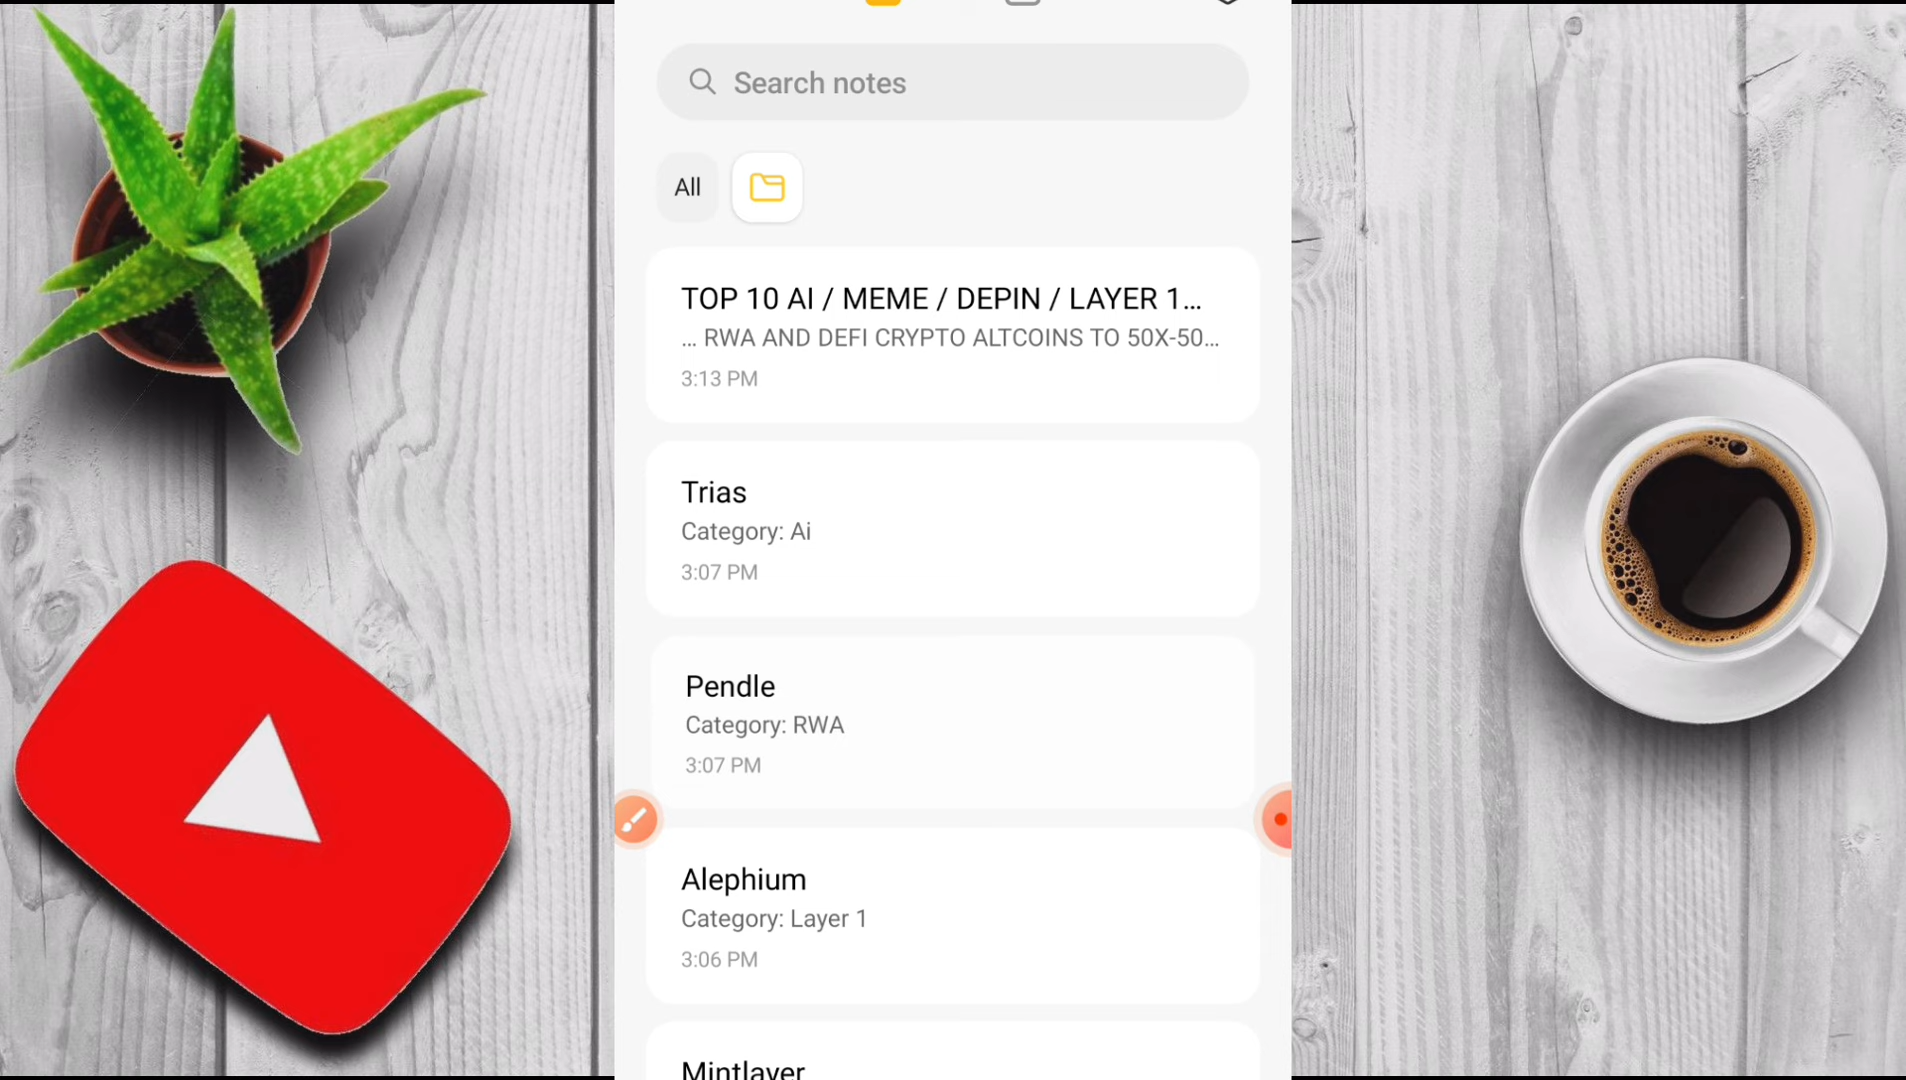 Search notes
All
TOP 10 AI / MEME / DEPIN / LAYER 1...
... RWA AND DEFI CRYPTO ALTCOINS TO 50X-50...
3:13 PM
Trias
Category: Ai
3:07 PM
Pendle
Category: RWA
3:07 PM
Alephium
Category: Layer 1
3:06 PM
Mintlayer